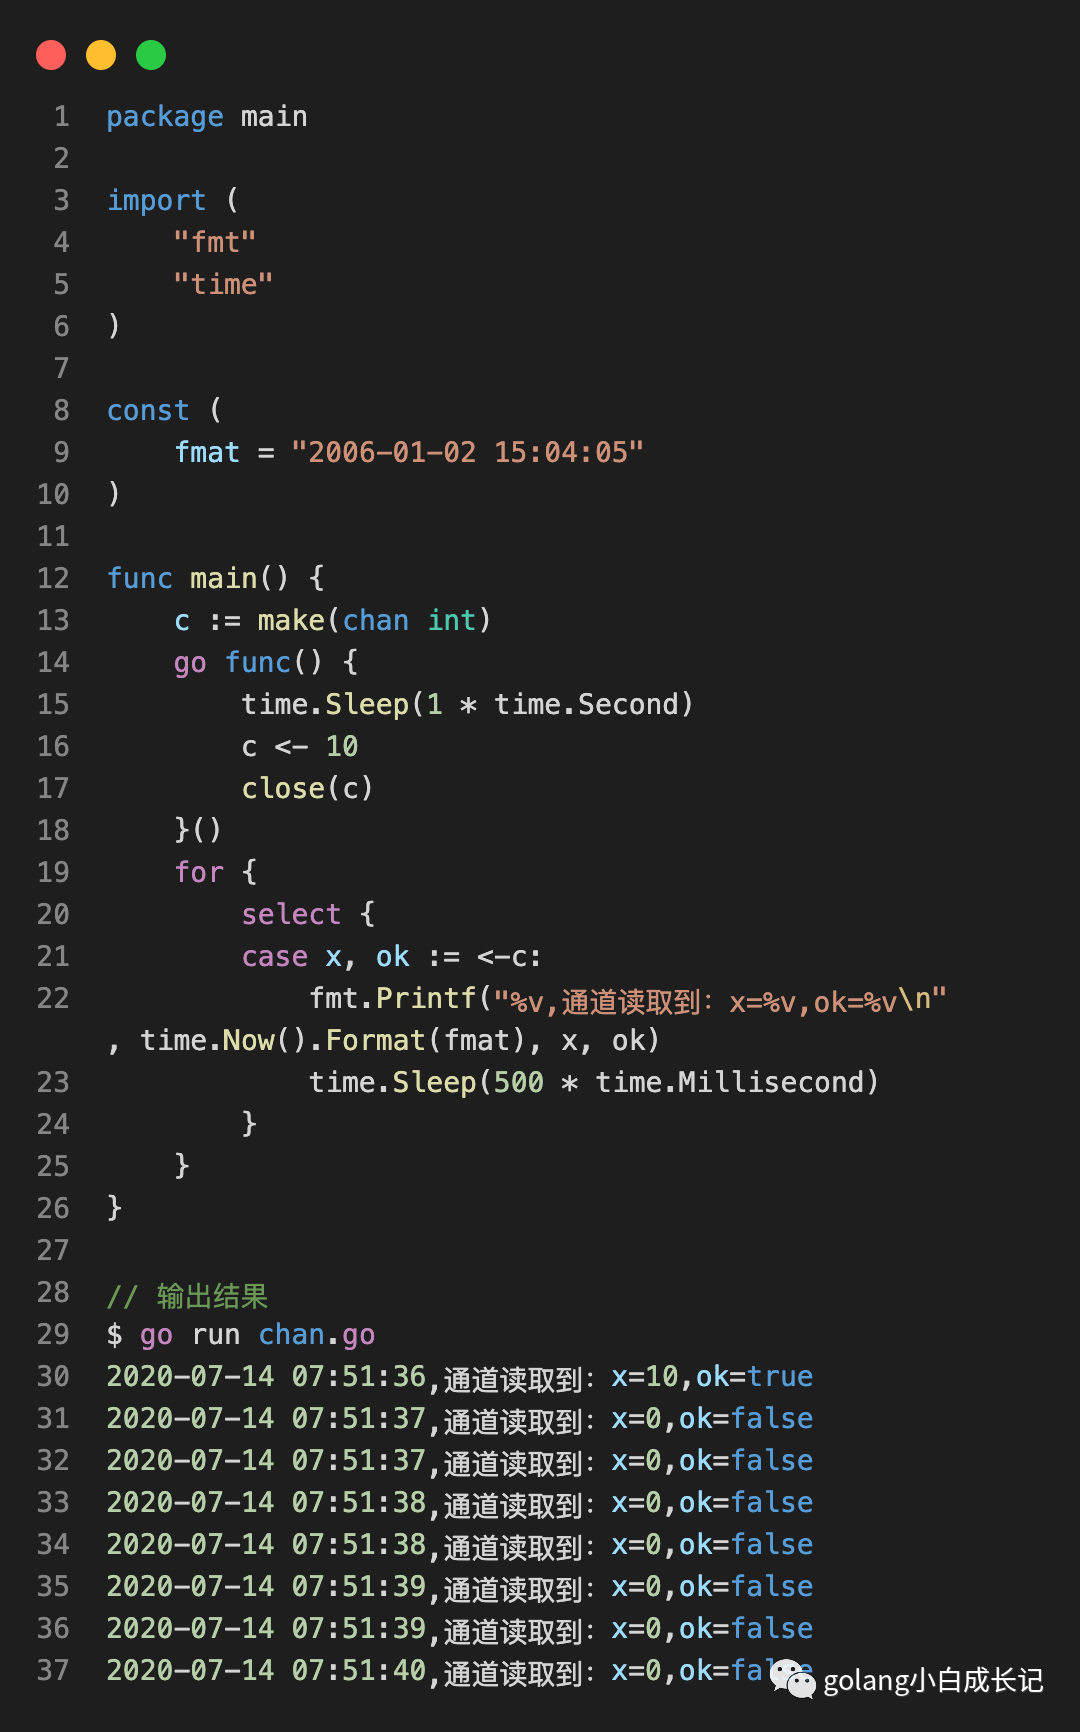 1 package main
2
3 import (
4     "fmt"
5     "time"
6 )
7
8 const (
9     fmat = "2006-01-02 15:04:05"
10 )
11
12 func main() {
13     c := make(chan int)
14     go func() {
15         time.Sleep(1 * time.Second)
16         c <- 10
17         close(c)
18     }()
19     for {
20         select {
21         case x, ok := <-c:
22             fmt.Printf("%v,通道读取到：x=%v,ok=%v\n"
, time.Now().Format(fmat), x, ok)
23             time.Sleep(500 * time.Millisecond)
24         }
25     }
26 }
27
28 // 输出结果
29 $ go run chan.go
30 2020-07-14 07:51:36,通道读取到：x=10,ok=true
31 2020-07-14 07:51:37,通道读取到：x=0,ok=false
32 2020-07-14 07:51:37,通道读取到：x=0,ok=false
33 2020-07-14 07:51:38,通道读取到：x=0,ok=false
34 2020-07-14 07:51:38,通道读取到：x=0,ok=false
35 2020-07-14 07:51:39,通道读取到：x=0,ok=false
36 2020-07-14 07:51:39,通道读取到：x=0,ok=false
37 2020-07-14 07:51:40,通道读取到：x=0,ok=false
golang小白成长记